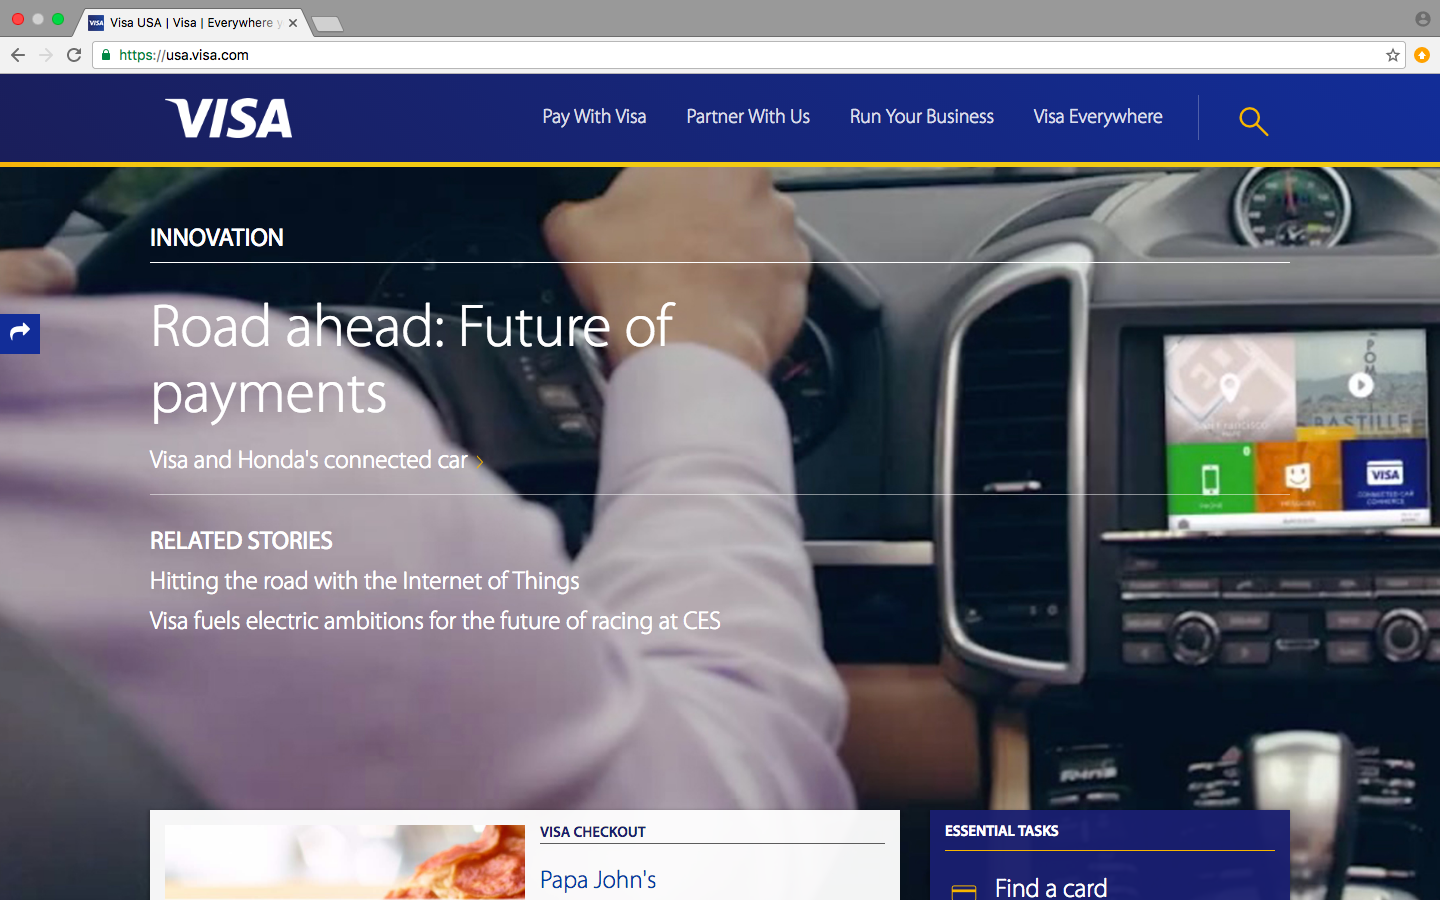 VISA
Visa USA | Visa | Everywhere y
https://usa.visa.com
VISA
Pay With Visa
Partner With Us
Run Your Business
Visa Everywhere
INNOVATION
Road ahead: Future of
payments
Visa and Honda's connected car
POM
BASTILLE
VISA
RELATED STORIES
Hitting the road with the Internet of Things
Visa fuels electric ambitions for the future of racing at CES
VISA CHECKOUT
Papa John's
ESSENTIAL TASKS
Find a card